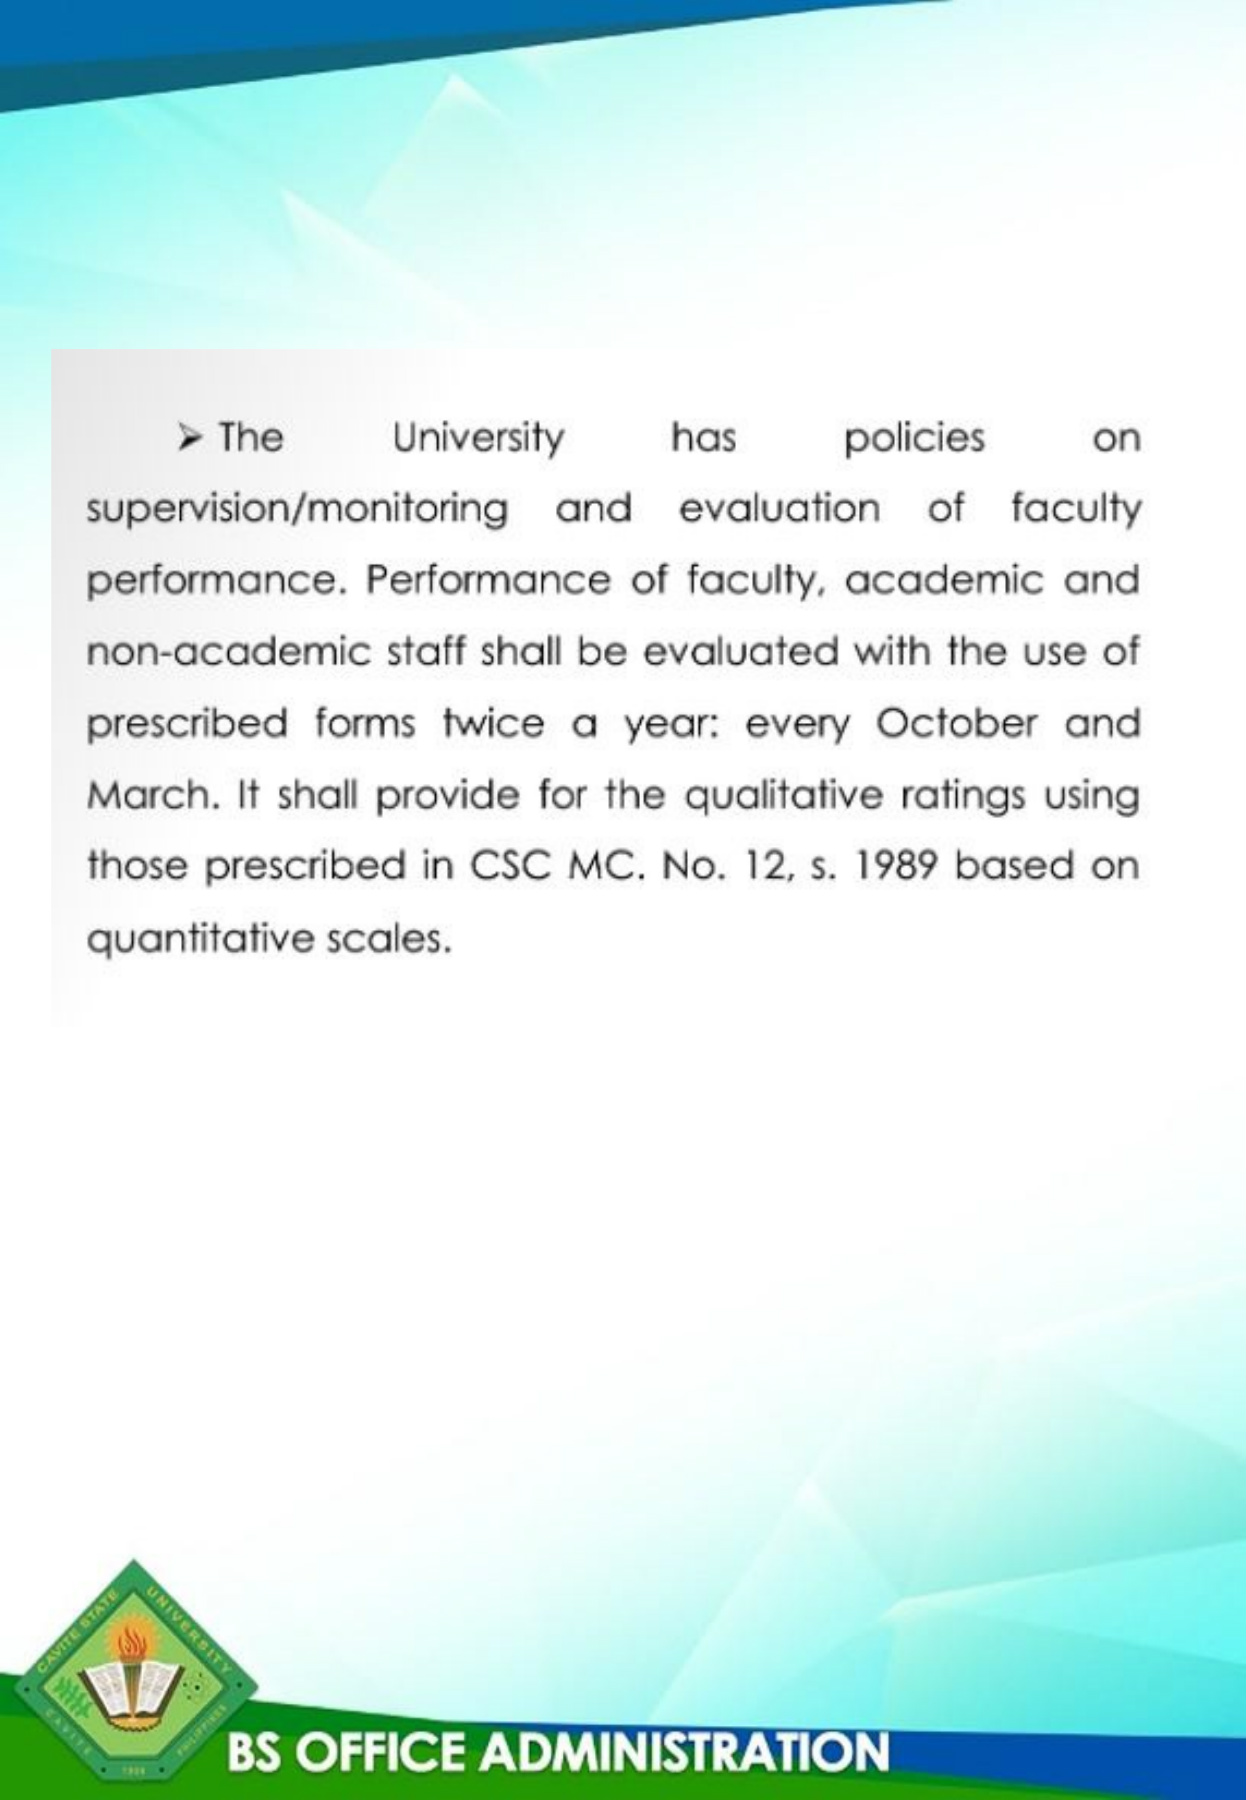 ➢ The University has policies on
supervision/monitoring and evaluation of faculty
performance. Performance of faculty, academic and
non-academic staff shall be evaluated with the use of
prescribed forms twice a year: every October and
March. It shall provide for the qualitative ratings using
those prescribed in CSC MC. No. 12, s. 1989 based on
quantitative scales.
CAVITE STATE UNIVERSITY
CAVITE PHILIPPINES
BS OFFICE ADMINISTRATION